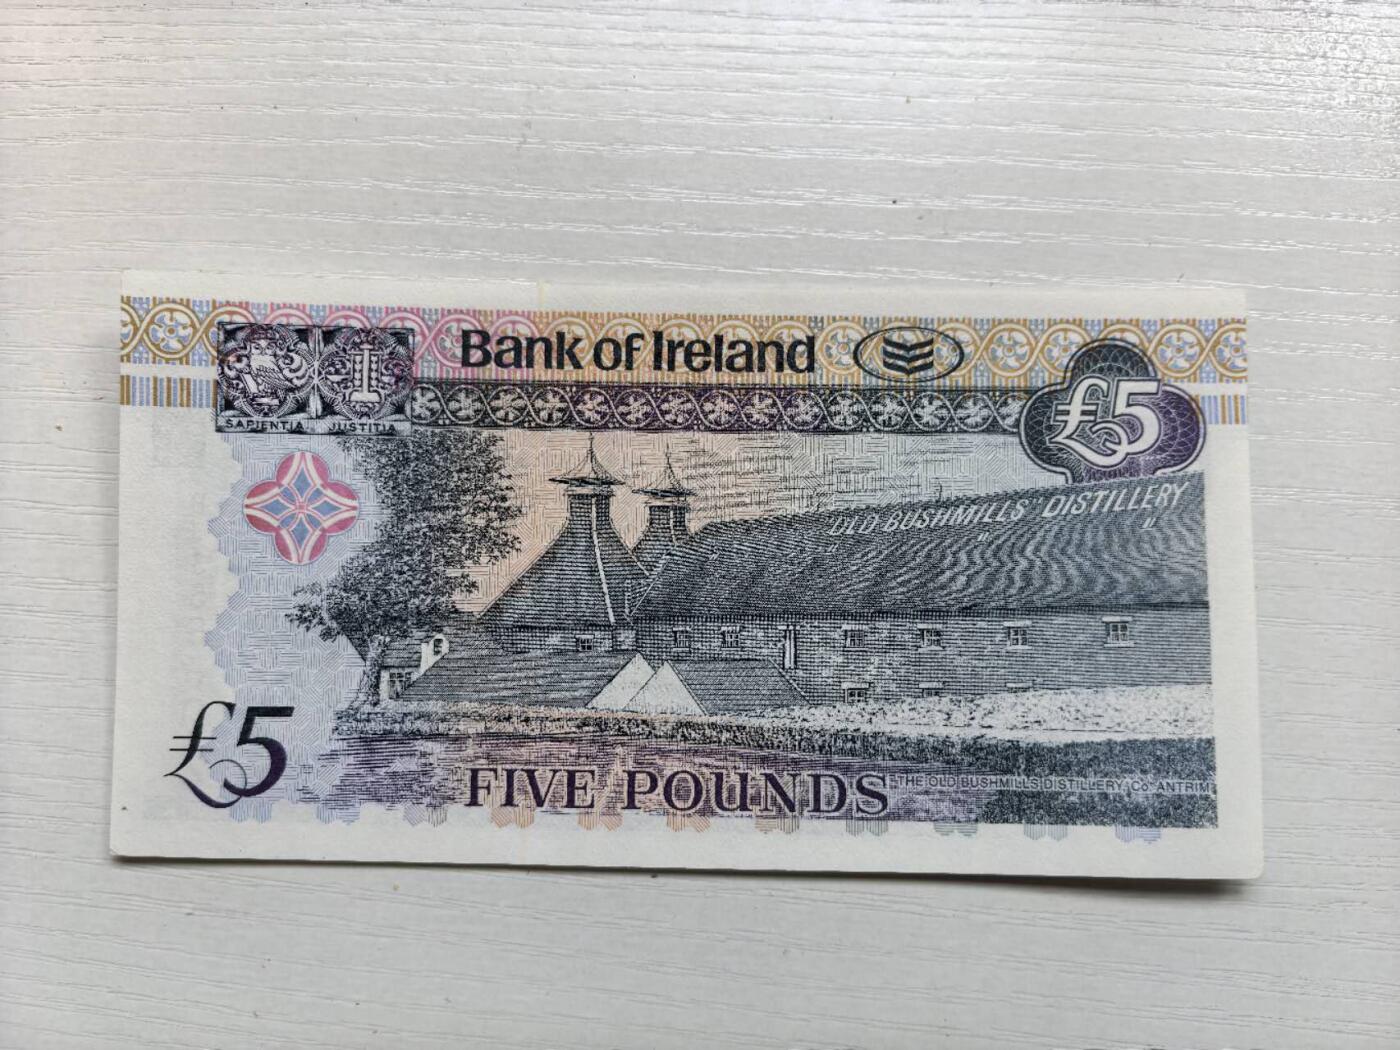 Bank of Ireland
£5
SAPIENTIA JUSTITIA
OLD BUSHMILLS DISTILLERY
£5
FIVE POUNDS
THE OLD BUSHMILLS DISTILLERY, Co. ANTRIM